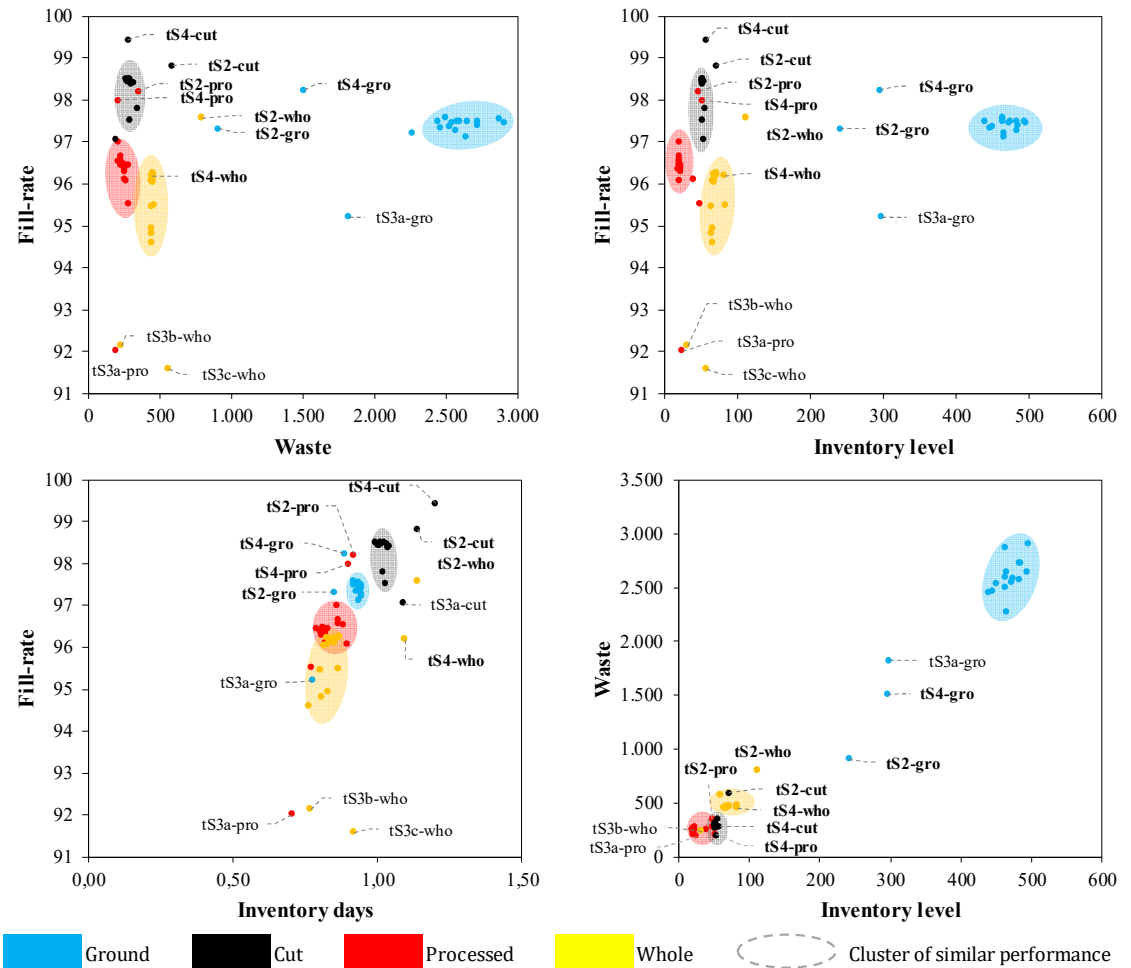 100
99
98
97
96
95
94
93
92
91
Fill-rate
tS4-cut
tS2-cut
tS2-pro
tS4-pro
tS4-gro
tS2-who
tS2-gro
tS4-who
tS3a-gro
tS3b-who
tS3a-pro
tS3c-who
0 500 1.000 1.500 2.000 2.500 3.000
Waste
100
99
98
97
96
95
94
93
92
91
Fill-rate
tS4-cut
tS2-cut
tS2-pro
tS4-gro
tS4-pro
tS2-who
tS2-gro
tS4-who
tS3a-gro
tS3b-who
tS3a-pro
tS3c-who
0 100 200 300 400 500 600
Inventory level
100
99
98
97
96
95
94
93
92
91
Fill-rate
tS4-cut
tS2-pro
tS4-gro
tS2-cut
tS4-pro
tS2-who
tS2-gro
tS3a-cut
tS4-who
tS3a-gro
tS3b-who
tS3a-pro
tS3c-who
0,00 0,50 1,00 1,50
Inventory days
3.500
3.000
2.500
2.000
1.500
1.000
500
0
Waste
tS3a-gro
tS4-gro
tS2-who
tS2-gro
tS2-pro
tS2-cut
tS4-who
tS3b-who
tS4-cut
tS3a-pro
tS4-pro
0 100 200 300 400 500 600
Inventory level
Ground Cut Processed Whole Cluster of similar performance